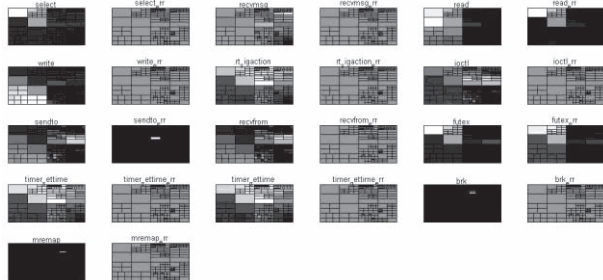 select select_rr recvmsg recvmsg_rr read read_rr
write write_rr rt_igaction rt_igaction_rr ioctl ioctl_rr
sendto sendto_rr recvfrom recvfrom_rr futex futex_rr
timer_ettime timer_ettime_rr timer_ettime timer_ettime_rr brk brk_rr
mremap mremap_rr